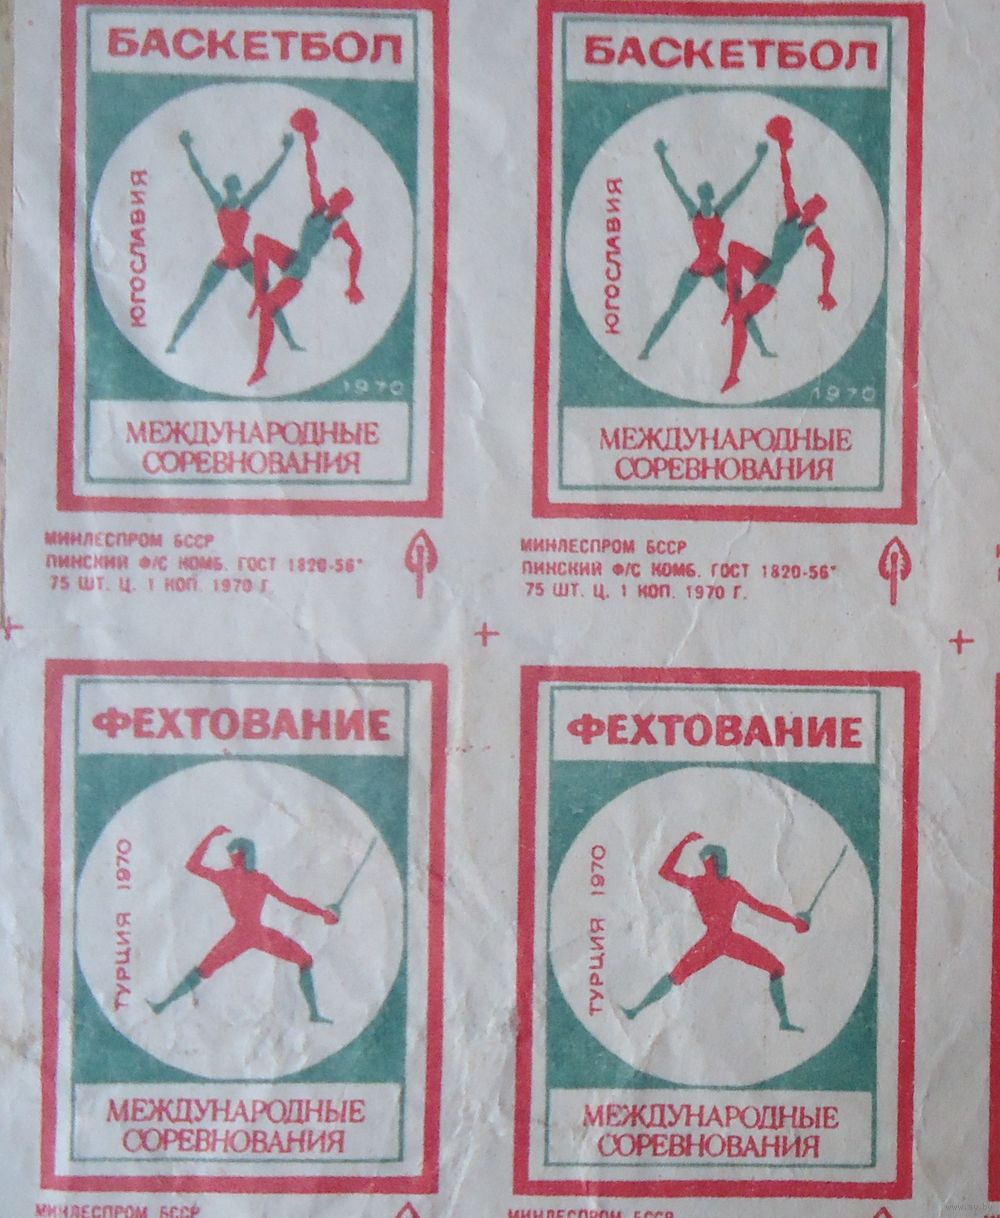 БАСКЕТБОЛ
ЮГОСЛАВИЯ
1970
МЕЖДУНАРОДНЫЕ
СОРЕВНОВАНИЯ
МИНЛЕСПРОМ БССР
ПИНСКИЙ Ф/С КОМБ. ГОСТ 1820-56*
75 ШТ. Ц. 1 КОП. 1970 Г.
БАСКЕТБОЛ
ЮГОСЛАВИЯ
1970
МЕЖДУНАРОДНЫЕ
СОРЕВНОВАНИЯ
МИНЛЕСПРОМ БССР
ПИНСКИЙ Ф/С КОМБ. ГОСТ 1820-56*
75 ШТ. Ц. 1 КОП. 1970 Г.
ФЕХТОВАНИЕ
ТУРЦИЯ 1970
МЕЖДУНАРОДНЫЕ
СОРЕВНОВАНИЯ
МИНЛЕСПРОМ БССР
ФЕХТОВАНИЕ
ТУРЦИЯ 1970
МЕЖДУНАРОДНЫЕ
СОРЕВНОВАНИЯ
МИНЛЕСПРОМ БССР